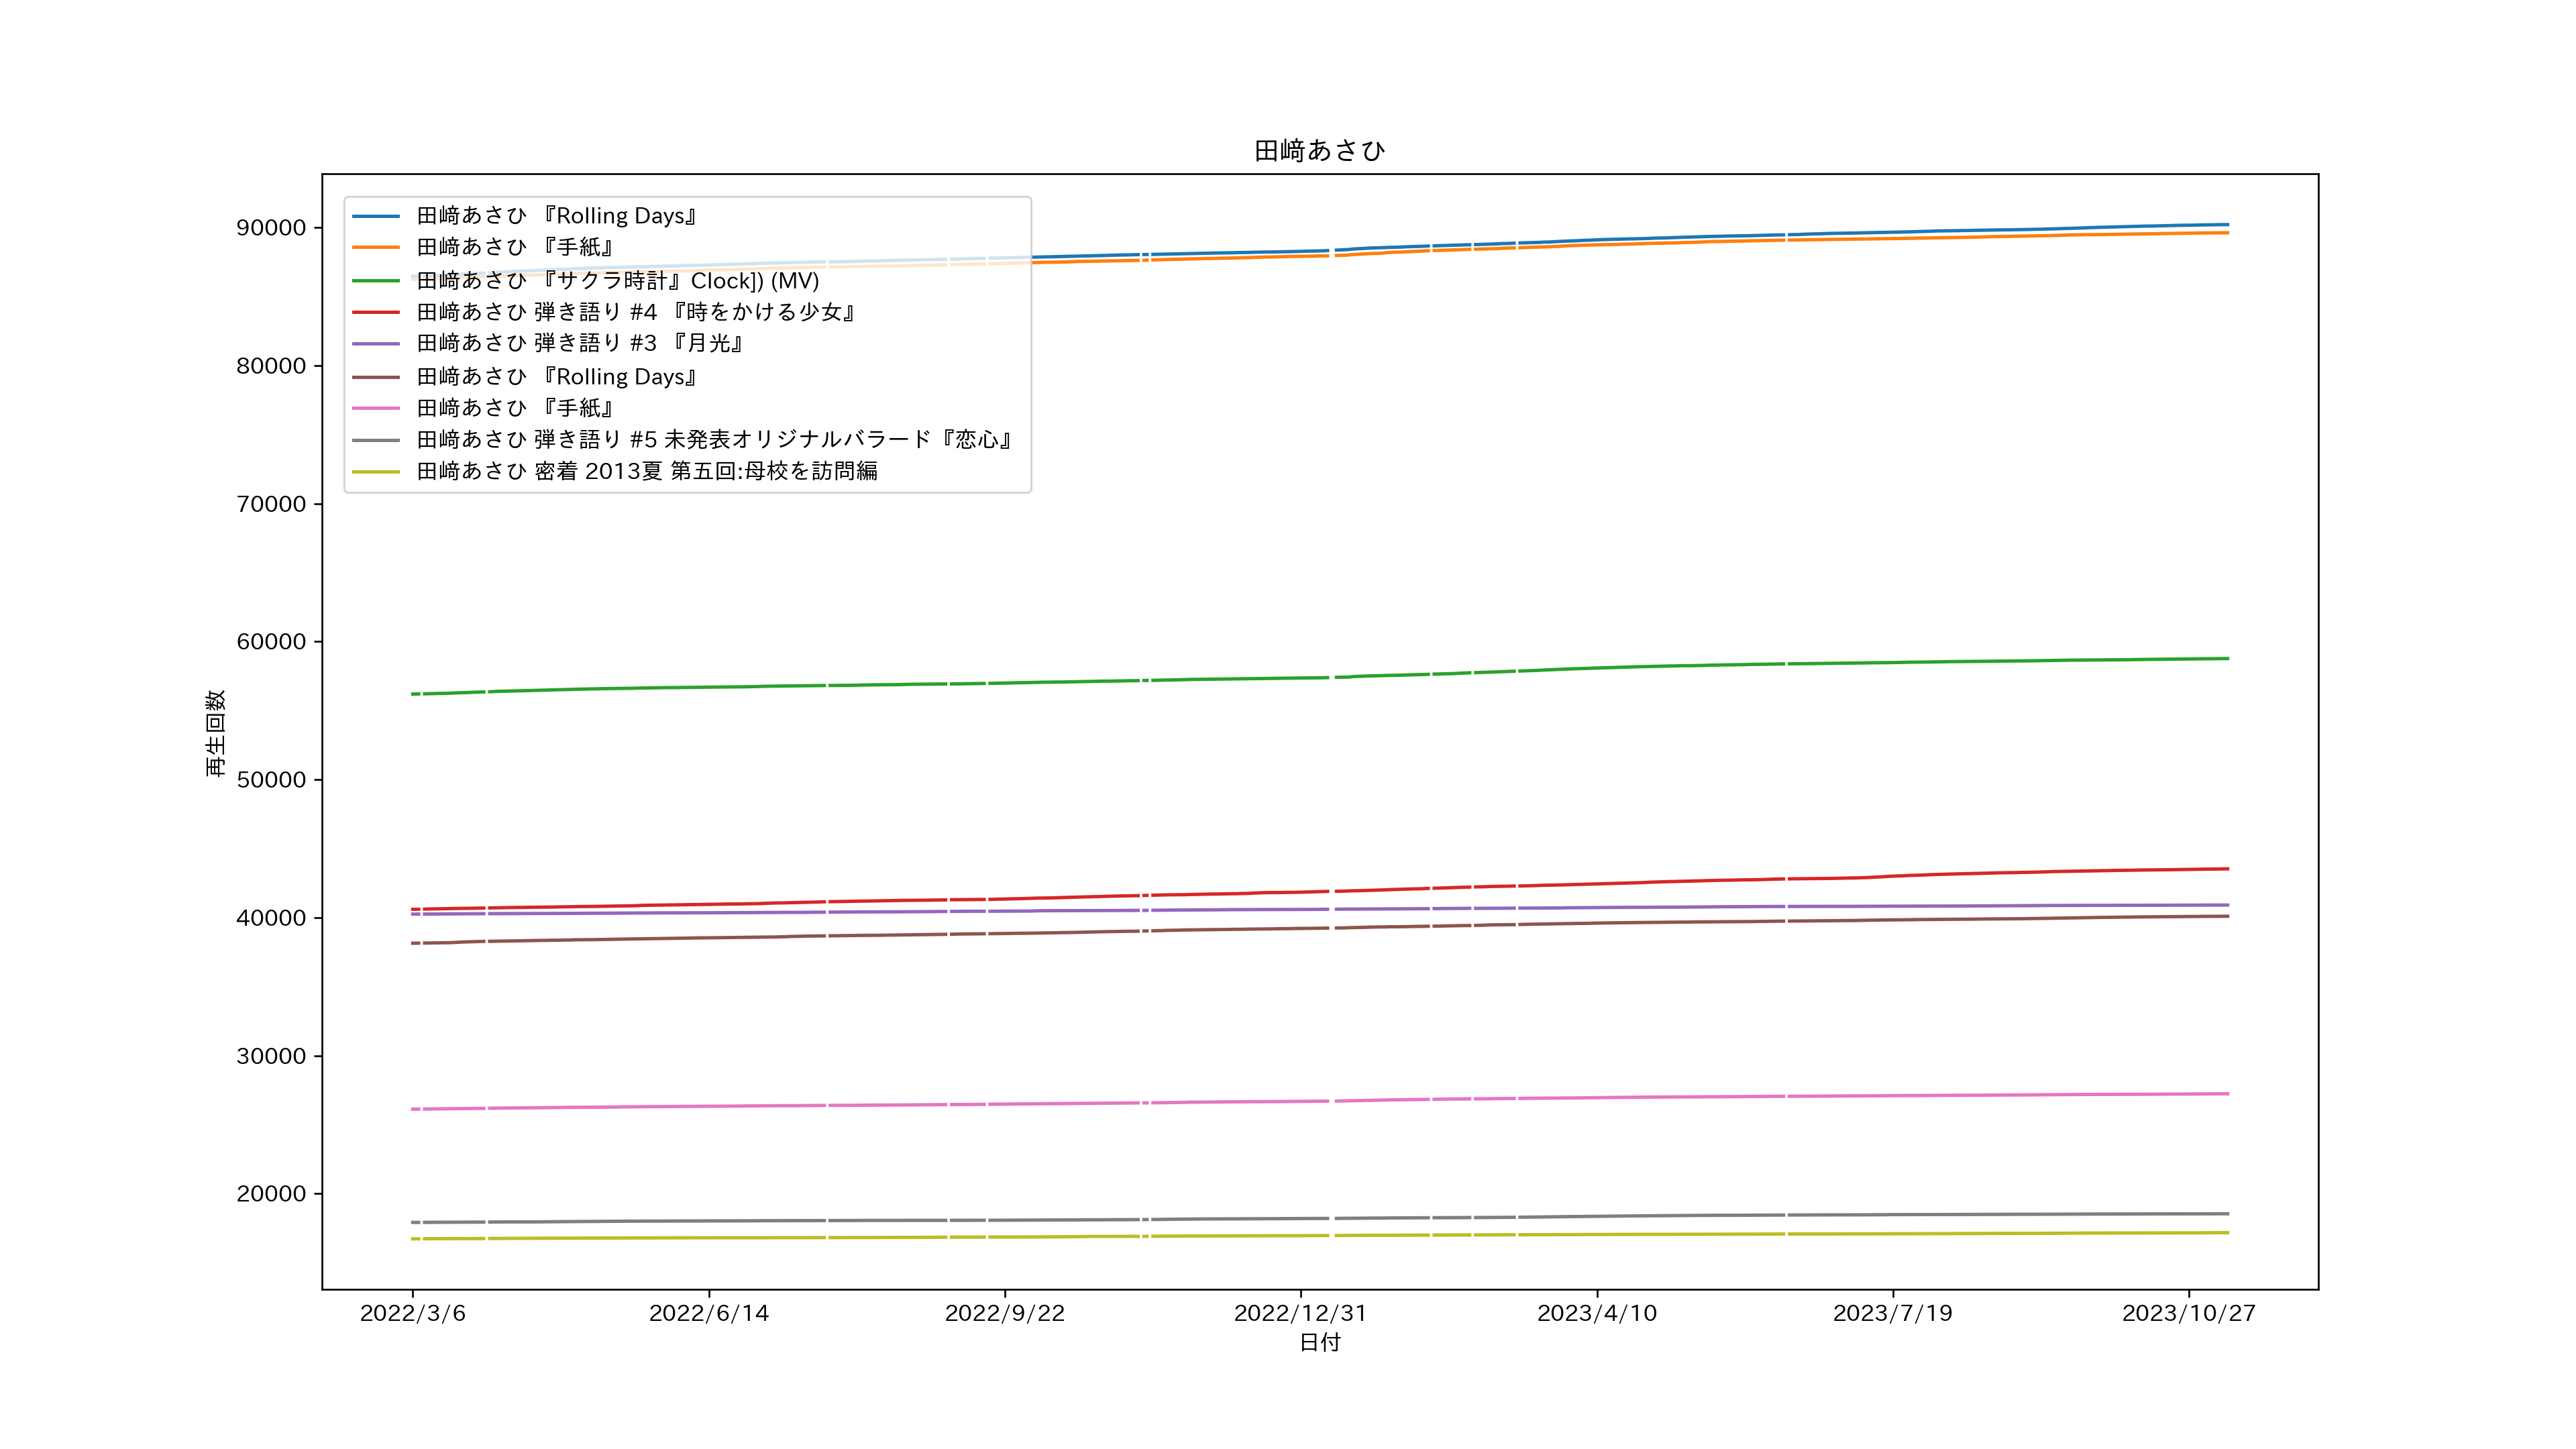 田﨑あさひ
田﨑あさひ 『Rolling Days』
田﨑あさひ 『手紙』
田﨑あさひ 『サクラ時計』Clock]) (MV)
田﨑あさひ 弾き語り #4 『時をかける少女』
田﨑あさひ 弾き語り #3 『月光』
田﨑あさひ 『Rolling Days』
田﨑あさひ 『手紙』
田﨑あさひ 弾き語り #5 未発表オリジナルバラード『恋心』
田﨑あさひ 密着 2013夏 第五回:母校を訪問編
90000
80000
70000
60000
50000
40000
30000
20000
再生回数
2022/3/6
2022/6/14
2022/9/22
2022/12/31
2023/4/10
2023/7/19
2023/10/27
日付